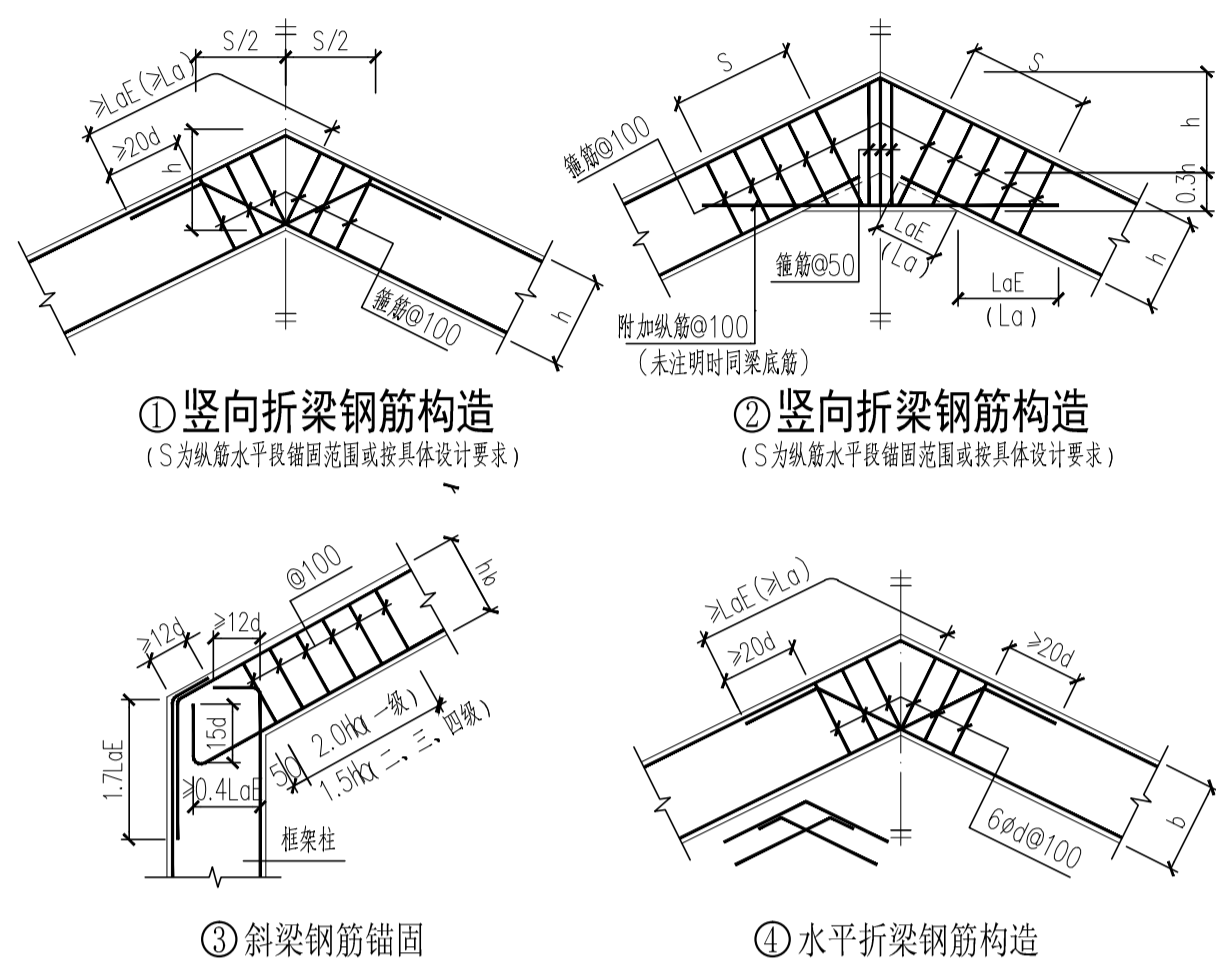 S/2
S/2
≥LaE(≥La)
≥20d
h
箍筋@100
h
①竖向折梁钢筋构造
(S为纵筋水平段锚固范围或按具体设计要求)
S
S
箍筋@100
h
0.3h
LaE
(La)
h
箍筋@50
LaE
(La)
附加纵筋@100
(未注明时同梁底筋)
②竖向折梁钢筋构造
(S为纵筋水平段锚固范围或按具体设计要求)
@100
hb
≥12d
≥12d
1.7LaE
15d
≥0.4LaE
50
2.0hb(一级)
1.5hb(二、三、四级)
框架柱
③斜梁钢筋锚固
≥LaE(≥La)
≥20d
≥20d
6ød@100
b
④水平折梁钢筋构造